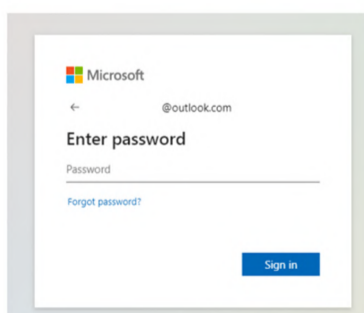 Microsoft
← @outlook.com
Enter password
Password
Forgot password?
Sign in